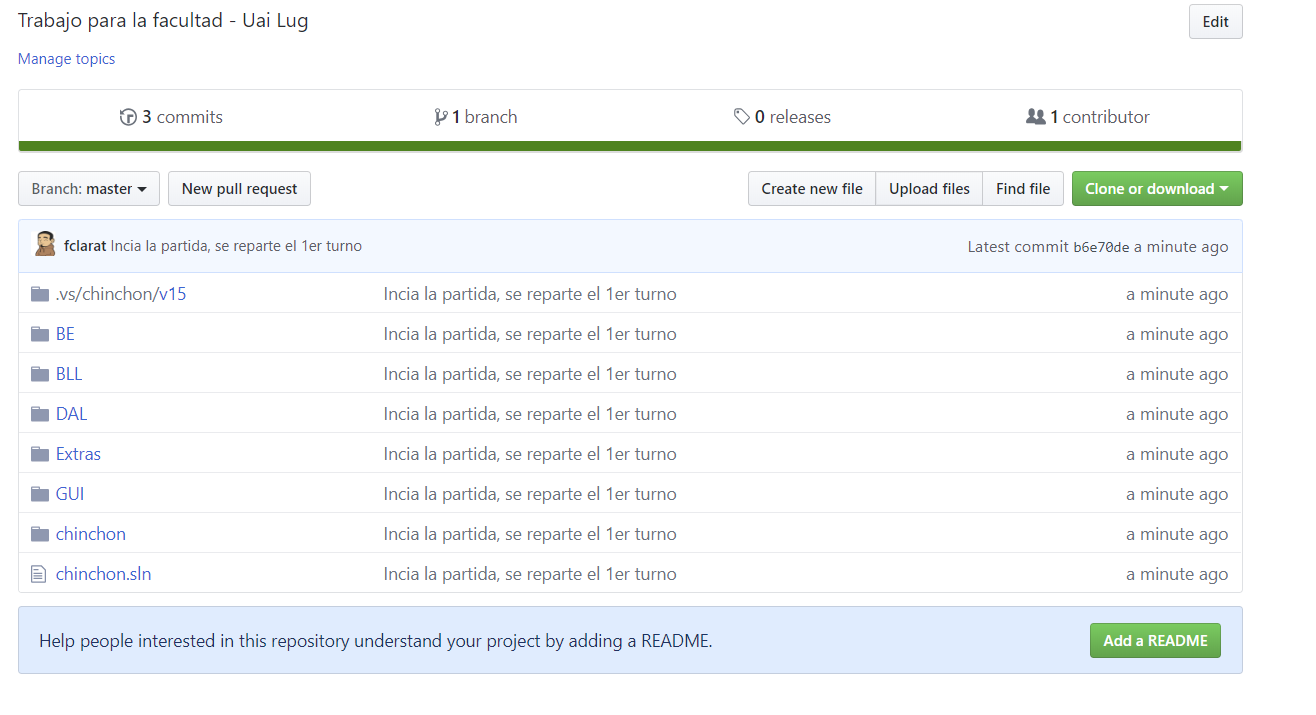 Trabajo para la facultad - Uai Lug
Edit
Manage topics
3 commits
1 branch
0 releases
1 contributor
Branch: master
New pull request
Create new file
Upload files
Find file
Clone or download
fclarat Incia la partida, se reparte el 1er turno
Latest commit b6e70de a minute ago
.vs/chinchon/v15 Incia la partida, se reparte el 1er turno a minute ago
BE Incia la partida, se reparte el 1er turno a minute ago
BLL Incia la partida, se reparte el 1er turno a minute ago
DAL Incia la partida, se reparte el 1er turno a minute ago
Extras Incia la partida, se reparte el 1er turno a minute ago
GUI Incia la partida, se reparte el 1er turno a minute ago
chinchon Incia la partida, se reparte el 1er turno a minute ago
chinchon.sln Incia la partida, se reparte el 1er turno a minute ago
Help people interested in this repository understand your project by adding a README.
Add a README